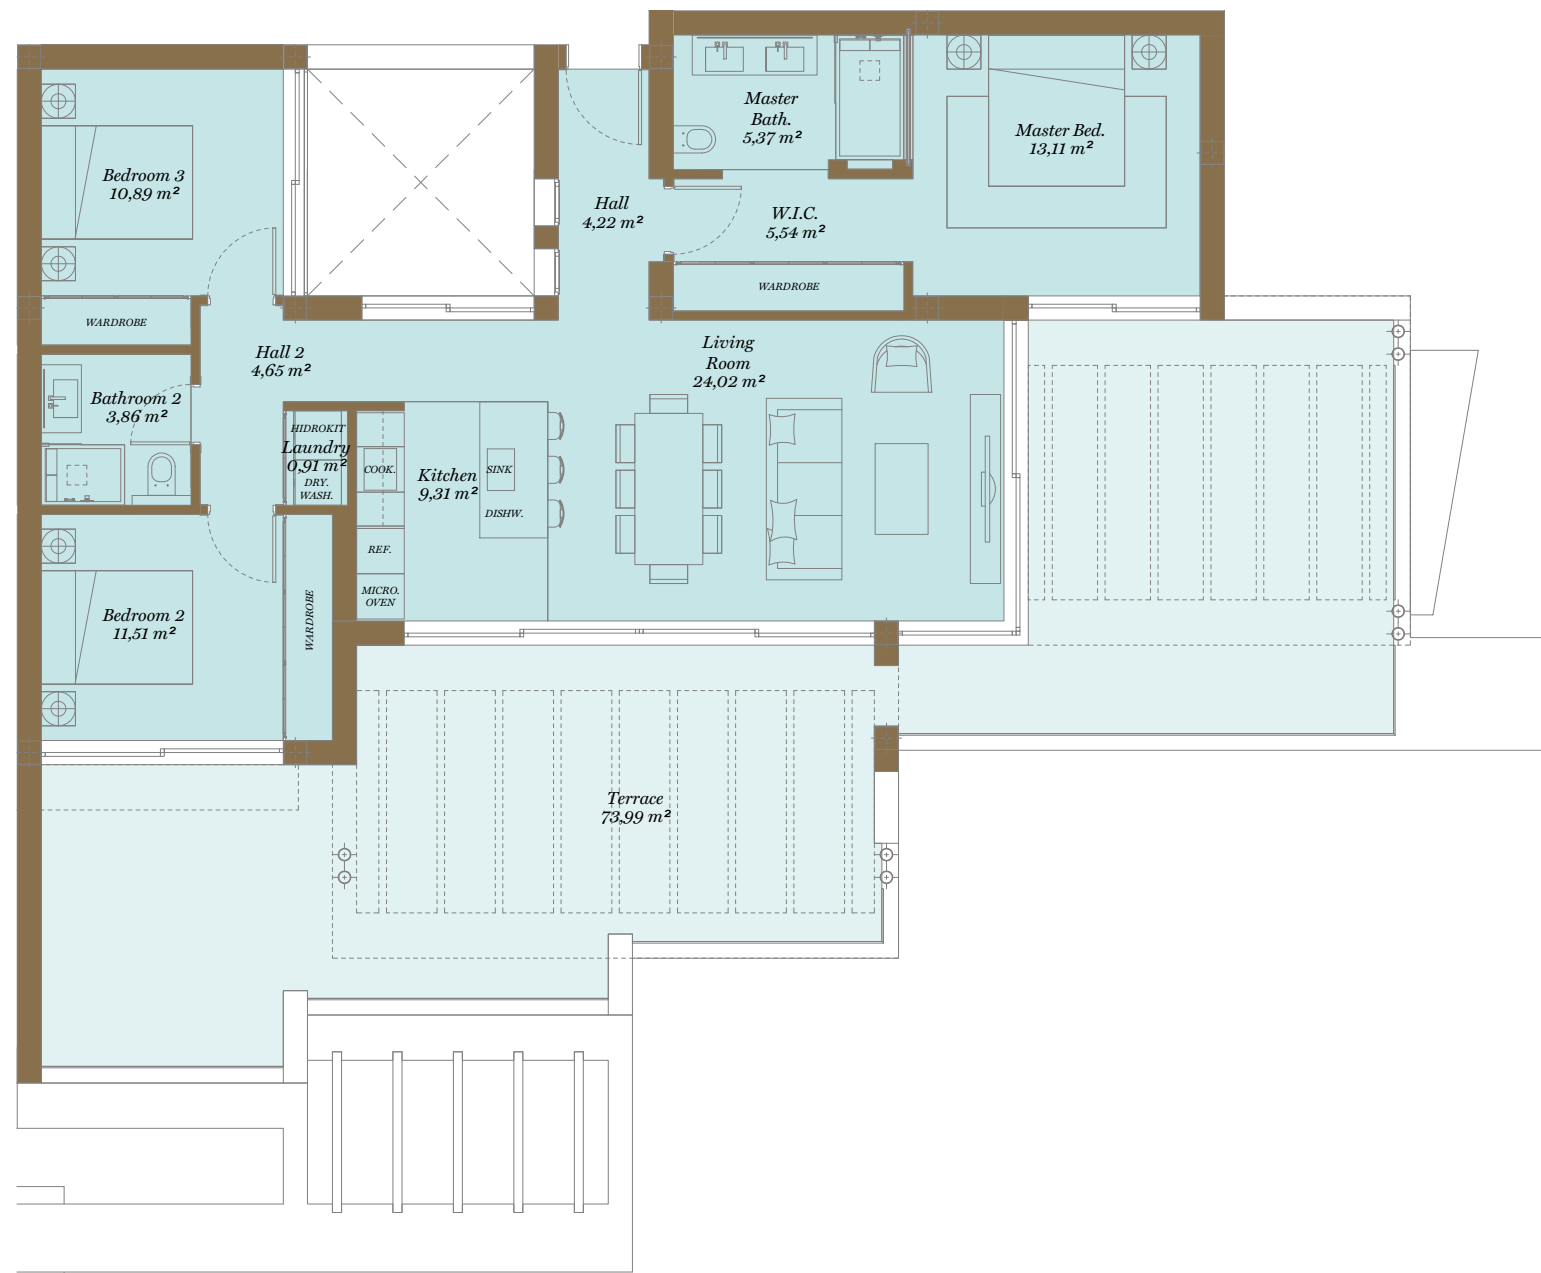 Master
Bath.
5,37 m²
Master Bed.
13,11 m²
Bedroom 3
10,89 m²
Hall
4,22 m²
W.I.C.
5,54 m²
WARDROBE
WARDROBE
Hall 2
4,65 m²
Living
Room
24,02 m²
Bathroom 2
3,86 m²
HIDROKIT
Laundry
0,91 m²
DRY.
WASH.
COOK.
Kitchen
9,31 m²
SINK
DISHW.
REF.
MICRO.
OVEN
Bedroom 2
11,51 m²
WARDROBE
Terrace
73,99 m²